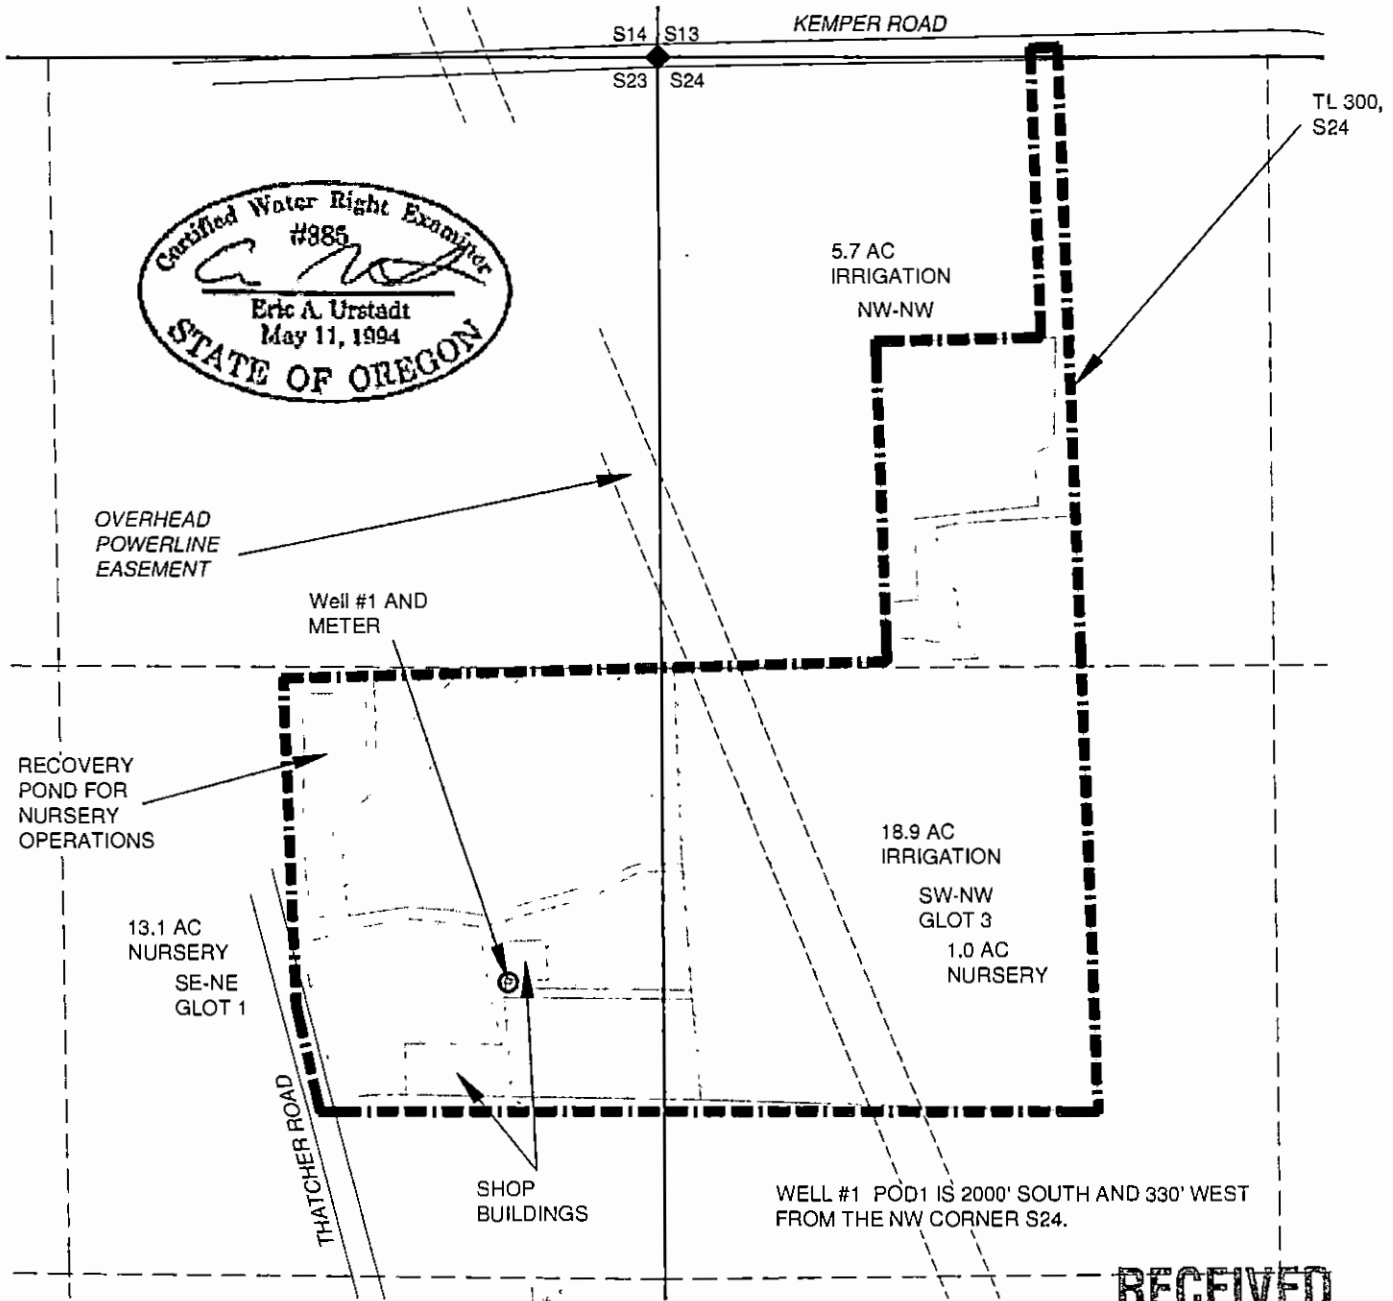 KEMPER ROAD
S14 S13
S23 S24
TL 300,
S24
Certified Water Right Examiner
#385
Eric A. Urstadt
May 11, 1994
STATE OF OREGON
5.7 AC
IRRIGATION
NW-NW
OVERHEAD
POWERLINE
EASEMENT
Well #1 AND
METER
RECOVERY
POND FOR
NURSERY
OPERATIONS
18.9 AC
IRRIGATION
SW-NW
GLOT 3
1.0 AC
NURSERY
13.1 AC
NURSERY
SE-NE
GLOT 1
THATCHER ROAD
SHOP
BUILDINGS
WELL #1 POD1 IS 2000' SOUTH AND 330' WEST
FROM THE NW CORNER S24.
RECEIVED